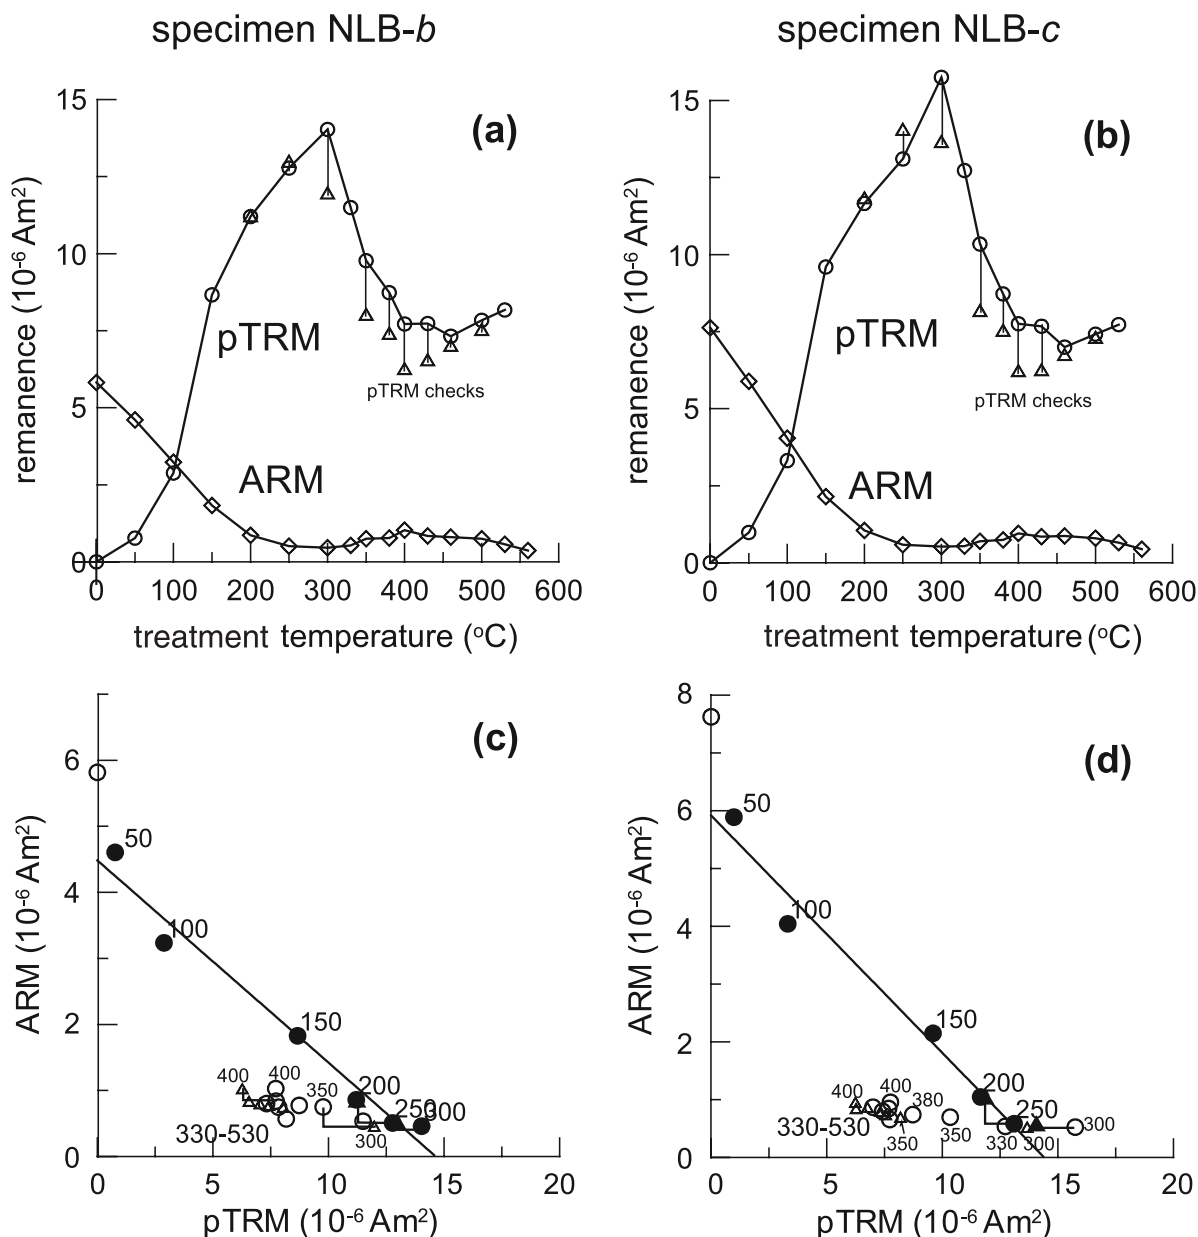 specimen NLB-b
specimen NLB-c
(a)
remanence (10⁻⁶ Am²)
15
10
5
0
pTRM
ARM
pTRM checks
0 100 200 300 400 500 600
treatment temperature (°C)
(b)
remanence (10⁻⁶ Am²)
15
10
5
0
pTRM
ARM
pTRM checks
0 100 200 300 400 500 600
treatment temperature (°C)
(c)
ARM (10⁻⁶ Am²)
6
4
2
0
50
100
150
200
250
300
400
400
350
300
330-530
0 5 10 15 20
pTRM (10⁻⁶ Am²)
(d)
ARM (10⁻⁶ Am²)
8
6
4
2
0
50
100
150
200
250
300
400
400
380
350
350
330
300
330-530
0 5 10 15 20
pTRM (10⁻⁶ Am²)